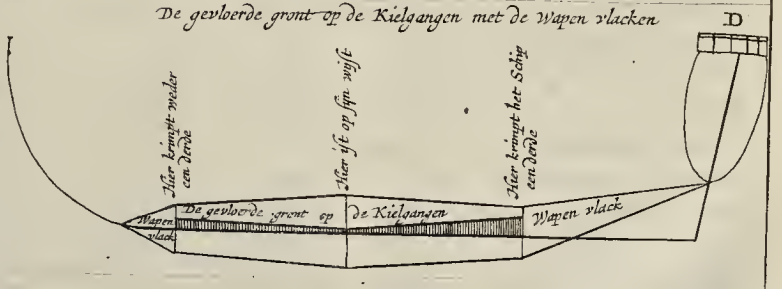 De gevloerde gront op de Kielgangen met de Wapen vlacken
D
Hier krimpt weder
een derde
Hier ist op sijn wijst
Hier krimpt het Schip
een derde
De gevloerde gront op de Kielgangen
Wapen
vlack
Wapen vlack